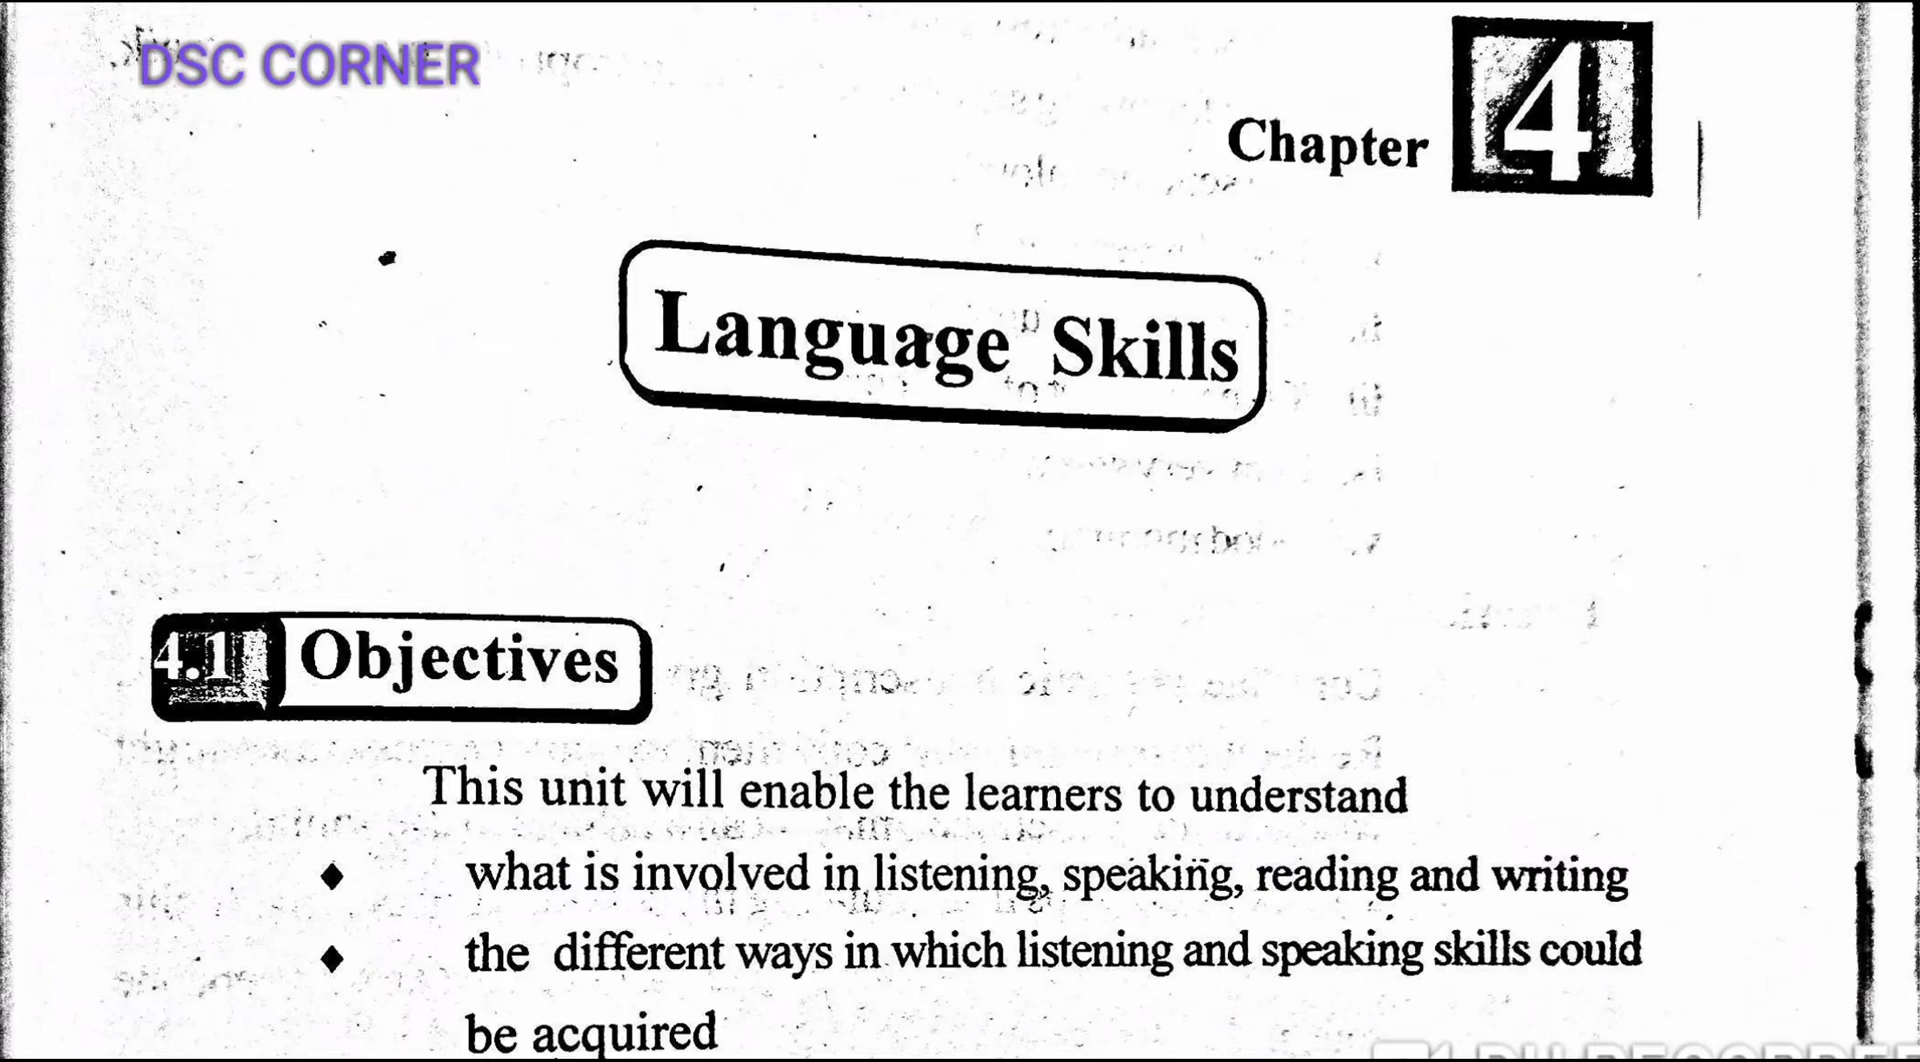 DSC CORNER
Chapter 4
Language Skills
4.1 Objectives
This unit will enable the learners to understand
♦ what is involved in listening, speaking, reading and writing
♦ the different ways in which listening and speaking skills could
be acquired